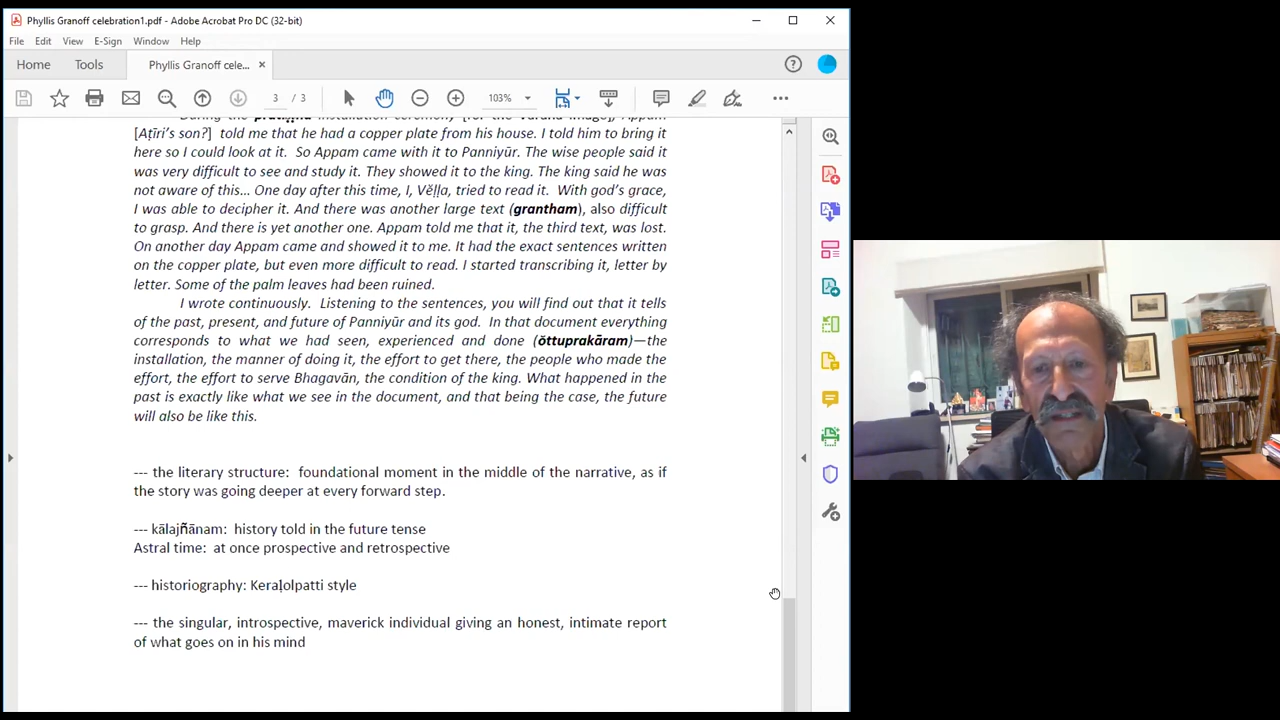 Phyllis Granoff celebration1.pdf - Adobe Acrobat Pro DC (32-bit)
File Edit View E-Sign Window Help
Home Tools Phyllis Granoff cele...
3 / 3 103%
[Aṭīri’s son?] told me that he had a copper plate from his house. I told him to bring it
here so I could look at it. So Appam came with it to Panniyūr. The wise people said it
was very difficult to see and study it. They showed it to the king. The king said he was
not aware of this... One day after this time, I, Vĕḷḷa, tried to read it. With god’s grace,
I was able to decipher it. And there was another large text (grantham), also difficult
to grasp. And there is yet another one. Appam told me that it, the third text, was lost.
On another day Appam came and showed it to me. It had the exact sentences written
on the copper plate, but even more difficult to read. I started transcribing it, letter by
letter. Some of the palm leaves had been ruined.
I wrote continuously. Listening to the sentences, you will find out that it tells
of the past, present, and future of Panniyūr and its god. In that document everything
corresponds to what we had seen, experienced and done (ŏttuprakāram)—the
installation, the manner of doing it, the effort to get there, the people who made the
effort, the effort to serve Bhagavān, the condition of the king. What happened in the
past is exactly like what we see in the document, and that being the case, the future
will also be like this.
--- the literary structure: foundational moment in the middle of the narrative, as if
the story was going deeper at every forward step.
--- kālajñānam: history told in the future tense
Astral time: at once prospective and retrospective
--- historiography: Keraḷolpatti style
--- the singular, introspective, maverick individual giving an honest, intimate report
of what goes on in his mind